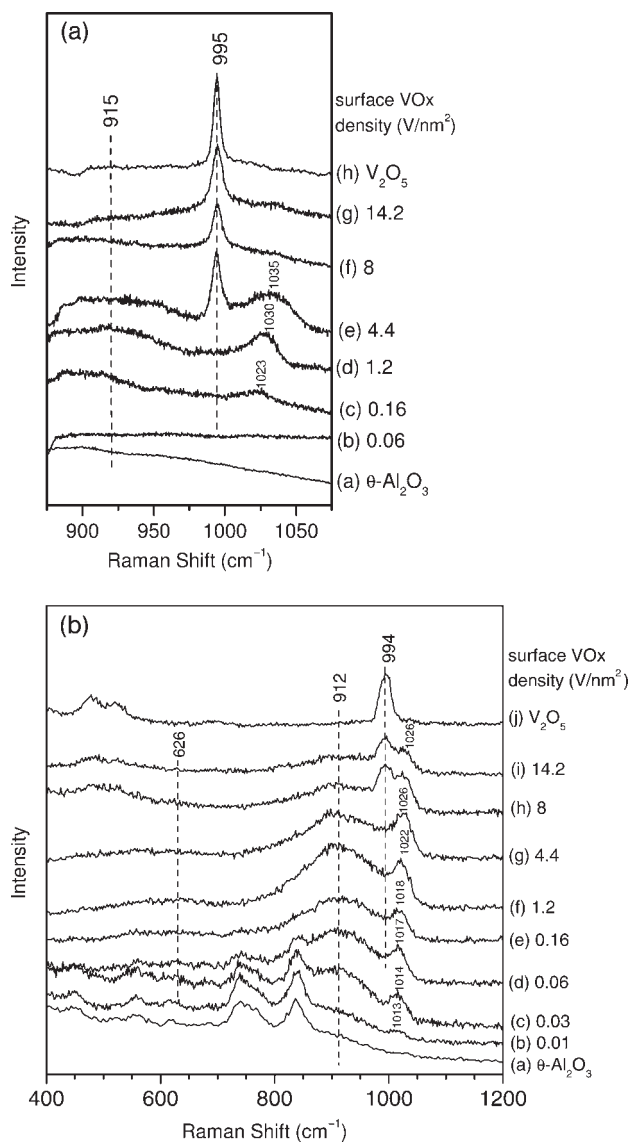 (a)
995
915
surface VOx
density (V/nm²)
(h) V₂O₅
(g) 14.2
(f) 8
1035
1030
(e) 4.4
(d) 1.2
1023
(c) 0.16
(b) 0.06
(a) θ-Al₂O₃
Intensity
900 950 1000 1050
Raman Shift (cm⁻¹)
(b)
994
912
626
surface VOx
density (V/nm²)
(j) V₂O₅
1026
(i) 14.2
(h) 8
1026
(g) 4.4
1022
(f) 1.2
1018
(e) 0.16
1017
(d) 0.06
1014
(c) 0.03
1013
(b) 0.01
(a) θ-Al₂O₃
Intensity
400 600 800 1000 1200
Raman Shift (cm⁻¹)